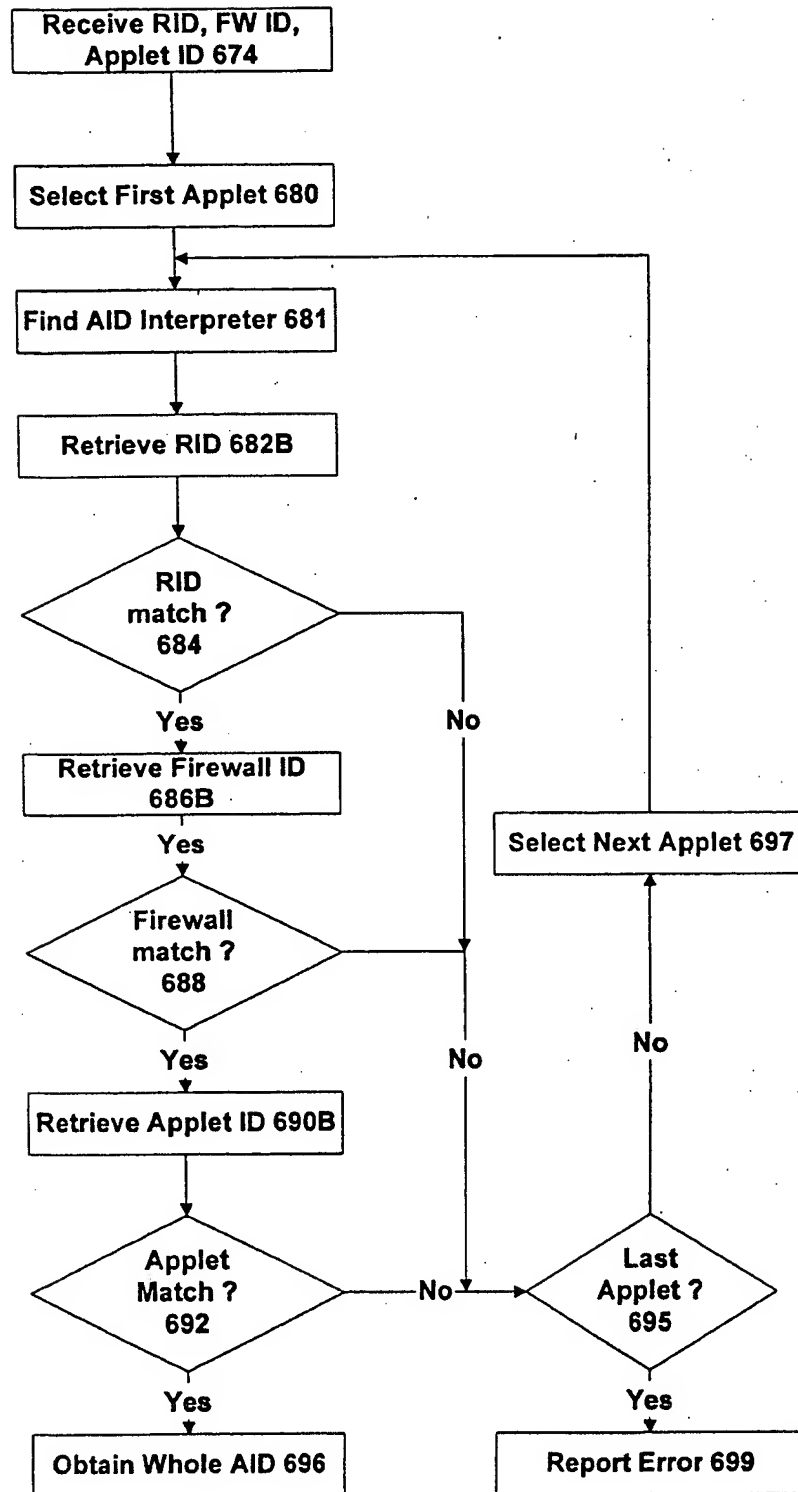 Receive RID, FW ID,
Applet ID 674
Select First Applet 680
Find AID Interpreter 681
Retrieve RID 682B
RID
match ?
684
Yes
No
Retrieve Firewall ID
686B
Yes
Select Next Applet 697
Firewall
match ?
688
Yes
No
No
Retrieve Applet ID 690B
Applet
Match ?
692
No
Last
Applet ?
695
Yes
Yes
Obtain Whole AID 696
Report Error 699